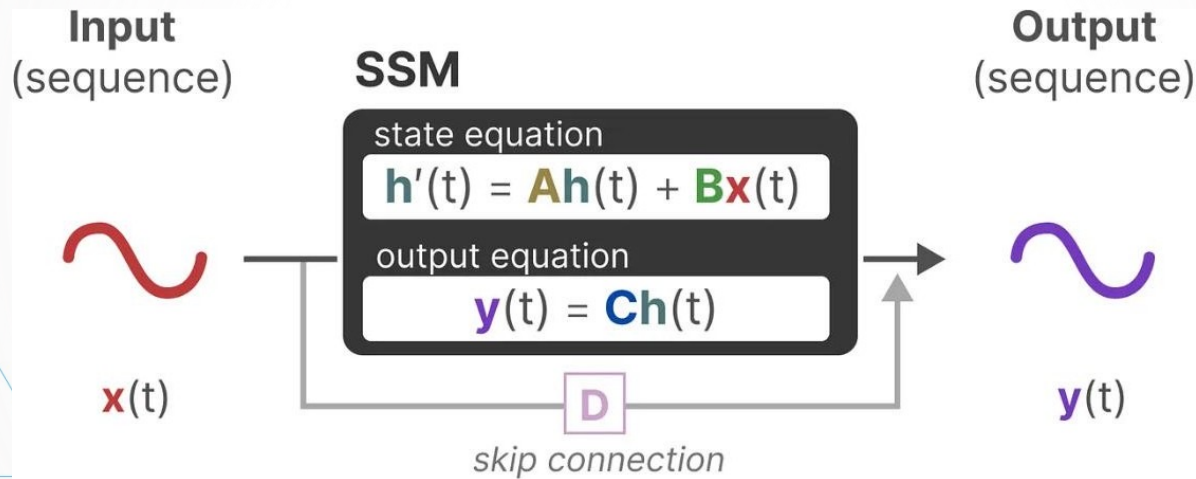 Input
(sequence)
SSM
state equation
h'(t) = Ah(t) + Bx(t)
output equation
y(t) = Ch(t)
x(t)
D
skip connection
Output
(sequence)
y(t)